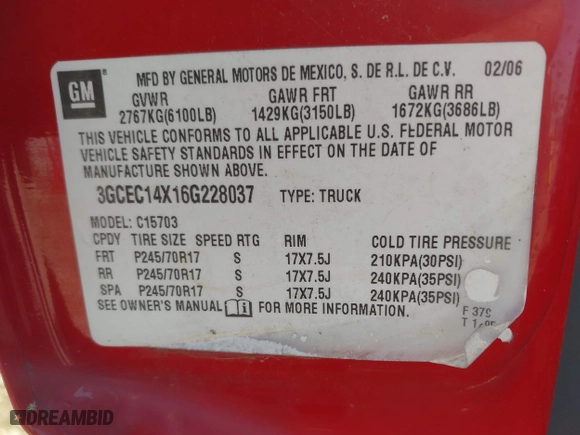 GM
MFD BY GENERAL MOTORS DE MEXICO, S. DE R.L. DE C.V. 02/06
GVWR GAWR FRT GAWR RR
2767KG(6100LB) 1429KG(3150LB) 1672KG(3686LB)
THIS VEHICLE CONFORMS TO ALL APPLICABLE U.S. FEDERAL MOTOR
VEHICLE SAFETY STANDARDS IN EFFECT ON THE DATE OF
MANUFACTURE SHOWN ABOVE.
3GCEC14X16G228037 TYPE: TRUCK
MODEL: C15703
CPDY TIRE SIZE SPEED RTG RIM COLD TIRE PRESSURE
FRT P245/70R17 S 17X7.5J 210KPA(30PSI)
RR P245/70R17 S 17X7.5J 240KPA(35PSI)
SPA P245/70R17 S 17X7.5J 240KPA(35PSI)
SEE OWNER'S MANUAL FOR MORE INFORMATION.
F
T
DREAMBID